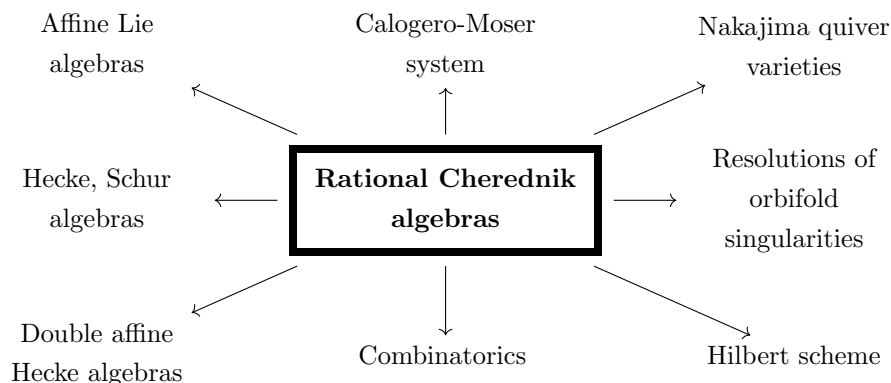 Affine Lie
algebras
Calogero-Moser
system
Nakajima quiver
varieties
Hecke, Schur
algebras
Rational Cherednik
algebras
Resolutions of
orbifold
singularities
Double affine
Hecke algebras
Combinatorics
Hilbert scheme